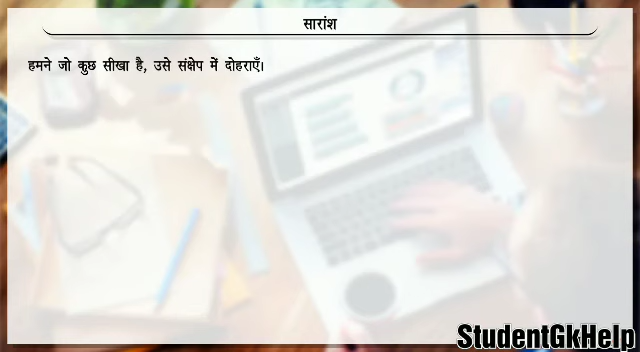 सारांश
हमने जो कुछ सीखा है, उसे संक्षेप में दोहराएँ।
StudentGkHelp